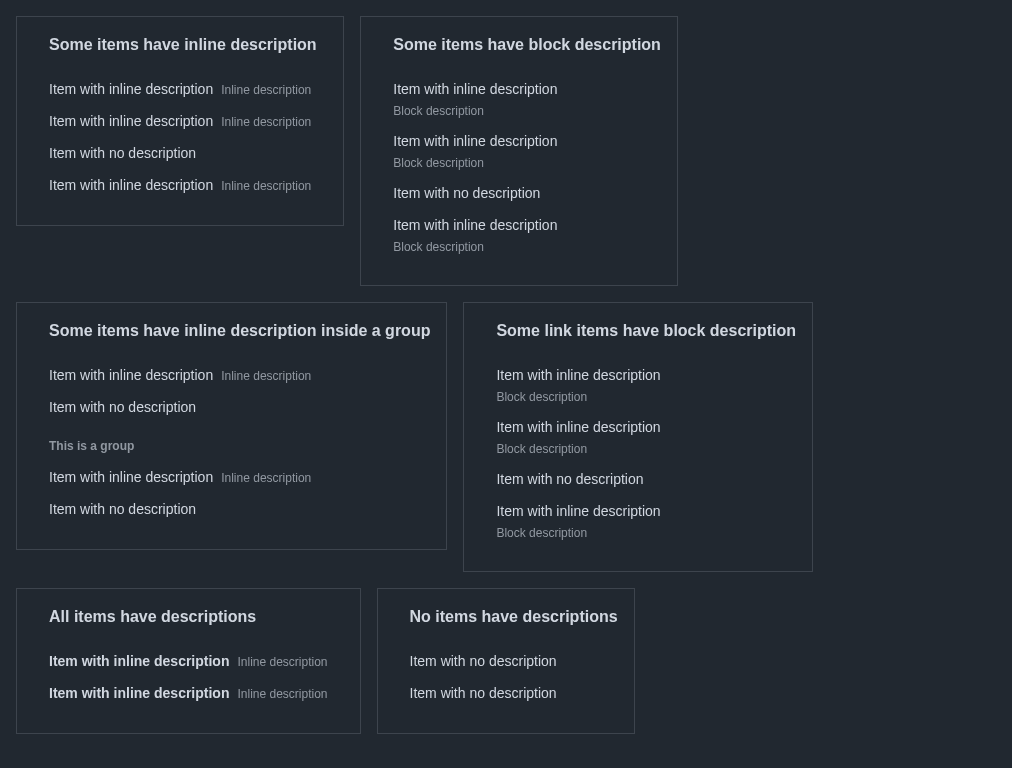 Some items have inline description
Item with inline description Inline description
Item with inline description Inline description
Item with no description
Item with inline description Inline description
Some items have block description
Item with inline description
Block description
Item with inline description
Block description
Item with no description
Item with inline description
Block description
Some items have inline description inside a group
Item with inline description Inline description
Item with no description
This is a group
Item with inline description Inline description
Item with no description
Some link items have block description
Item with inline description
Block description
Item with inline description
Block description
Item with no description
Item with inline description
Block description
All items have descriptions
Item with inline description Inline description
Item with inline description Inline description
No items have descriptions
Item with no description
Item with no description